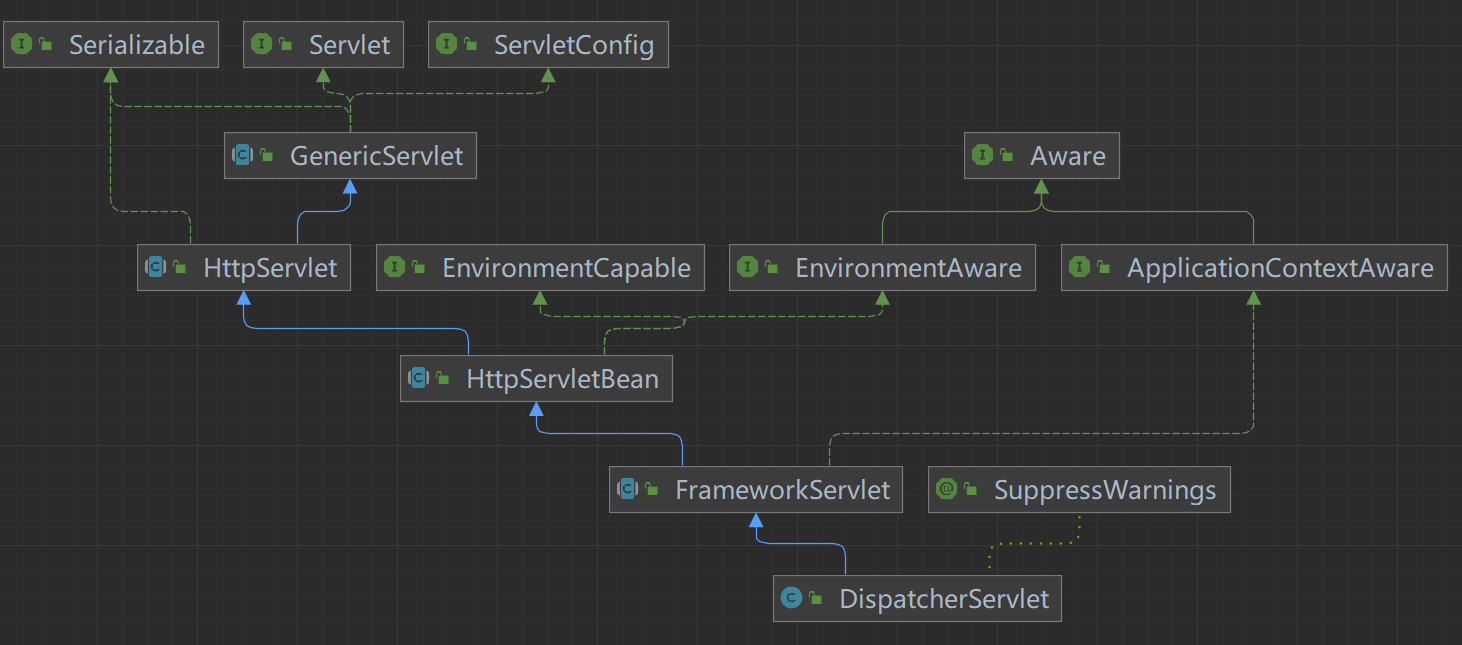 Serializable
Servlet
ServletConfig
GenericServlet
Aware
HttpServlet
EnvironmentCapable
EnvironmentAware
ApplicationContextAware
HttpServletBean
FrameworkServlet
SuppressWarnings
DispatcherServlet